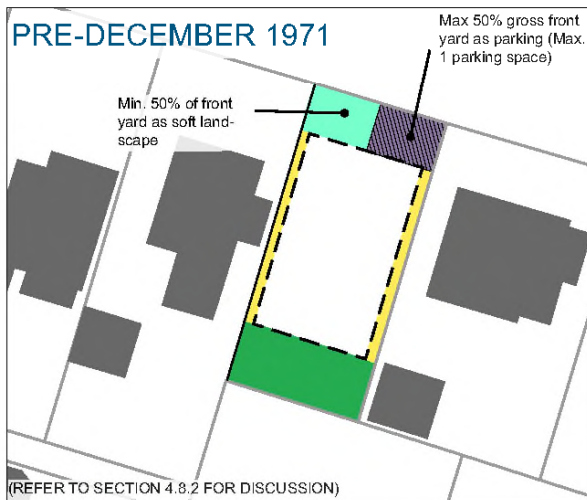 PRE-DECEMBER 1971
Max 50% gross front
yard as parking (Max.
1 parking space)
Min. 50% of front
yard as soft land-
scape
(REFER TO SECTION 4.8.2 FOR DISCUSSION)